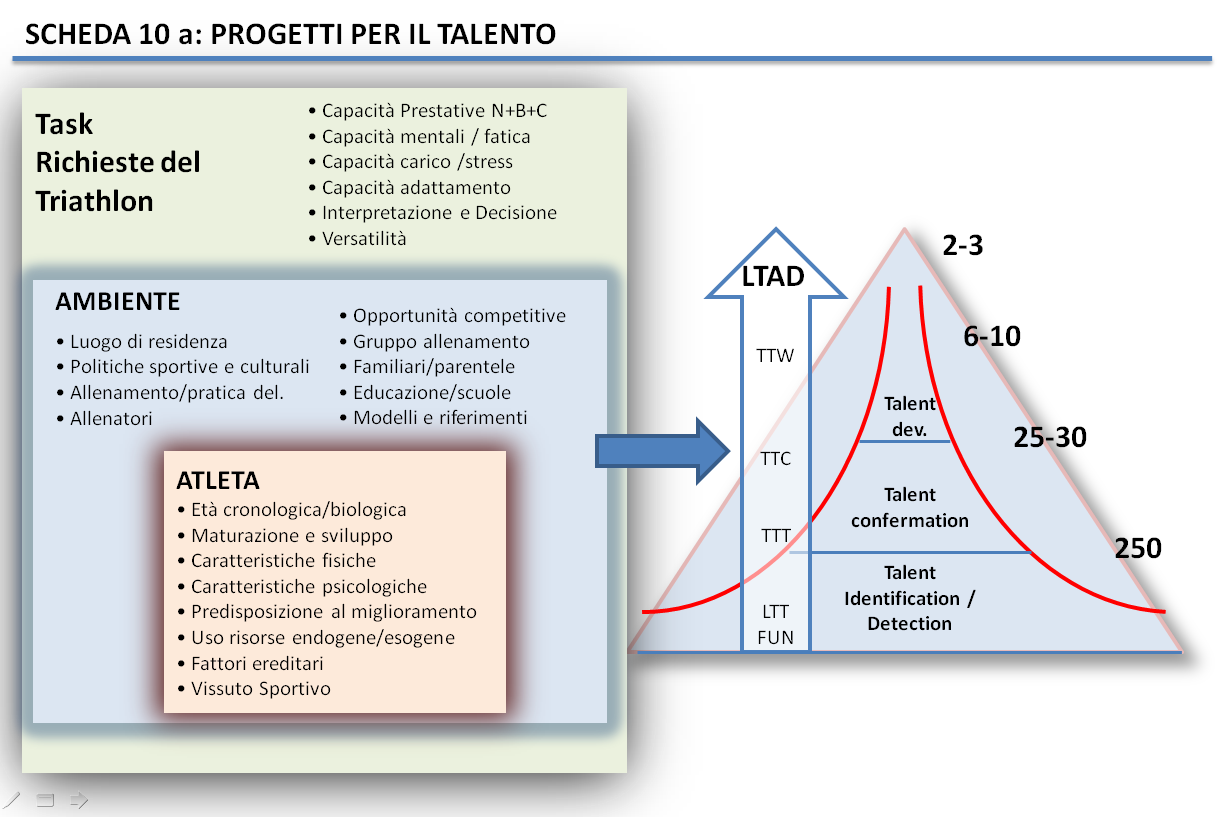 SCHEDA 10 a: PROGETTI PER IL TALENTO
Task
Richieste del
Triathlon
• Capacità Prestative N+B+C
• Capacità mentali / fatica
• Capacità carico /stress
• Capacità adattamento
• Interpretazione e Decisione
• Versatilità
AMBIENTE
• Luogo di residenza
• Politiche sportive e culturali
• Allenamento/pratica del.
• Allenatori
• Opportunità competitive
• Gruppo allenamento
• Familiari/parentele
• Educazione/scuole
• Modelli e riferimenti
ATLETA
• Età cronologica/biologica
• Maturazione e sviluppo
• Caratteristiche fisiche
• Caratteristiche psicologiche
• Predisposizione al miglioramento
• Uso risorse endogene/esogene
• Fattori ereditari
• Vissuto Sportivo
LTAD
TTW
TTC
TTT
LTT
FUN
2-3
6-10
25-30
250
Talent
dev.
Talent
confermation
Talent
Identification /
Detection